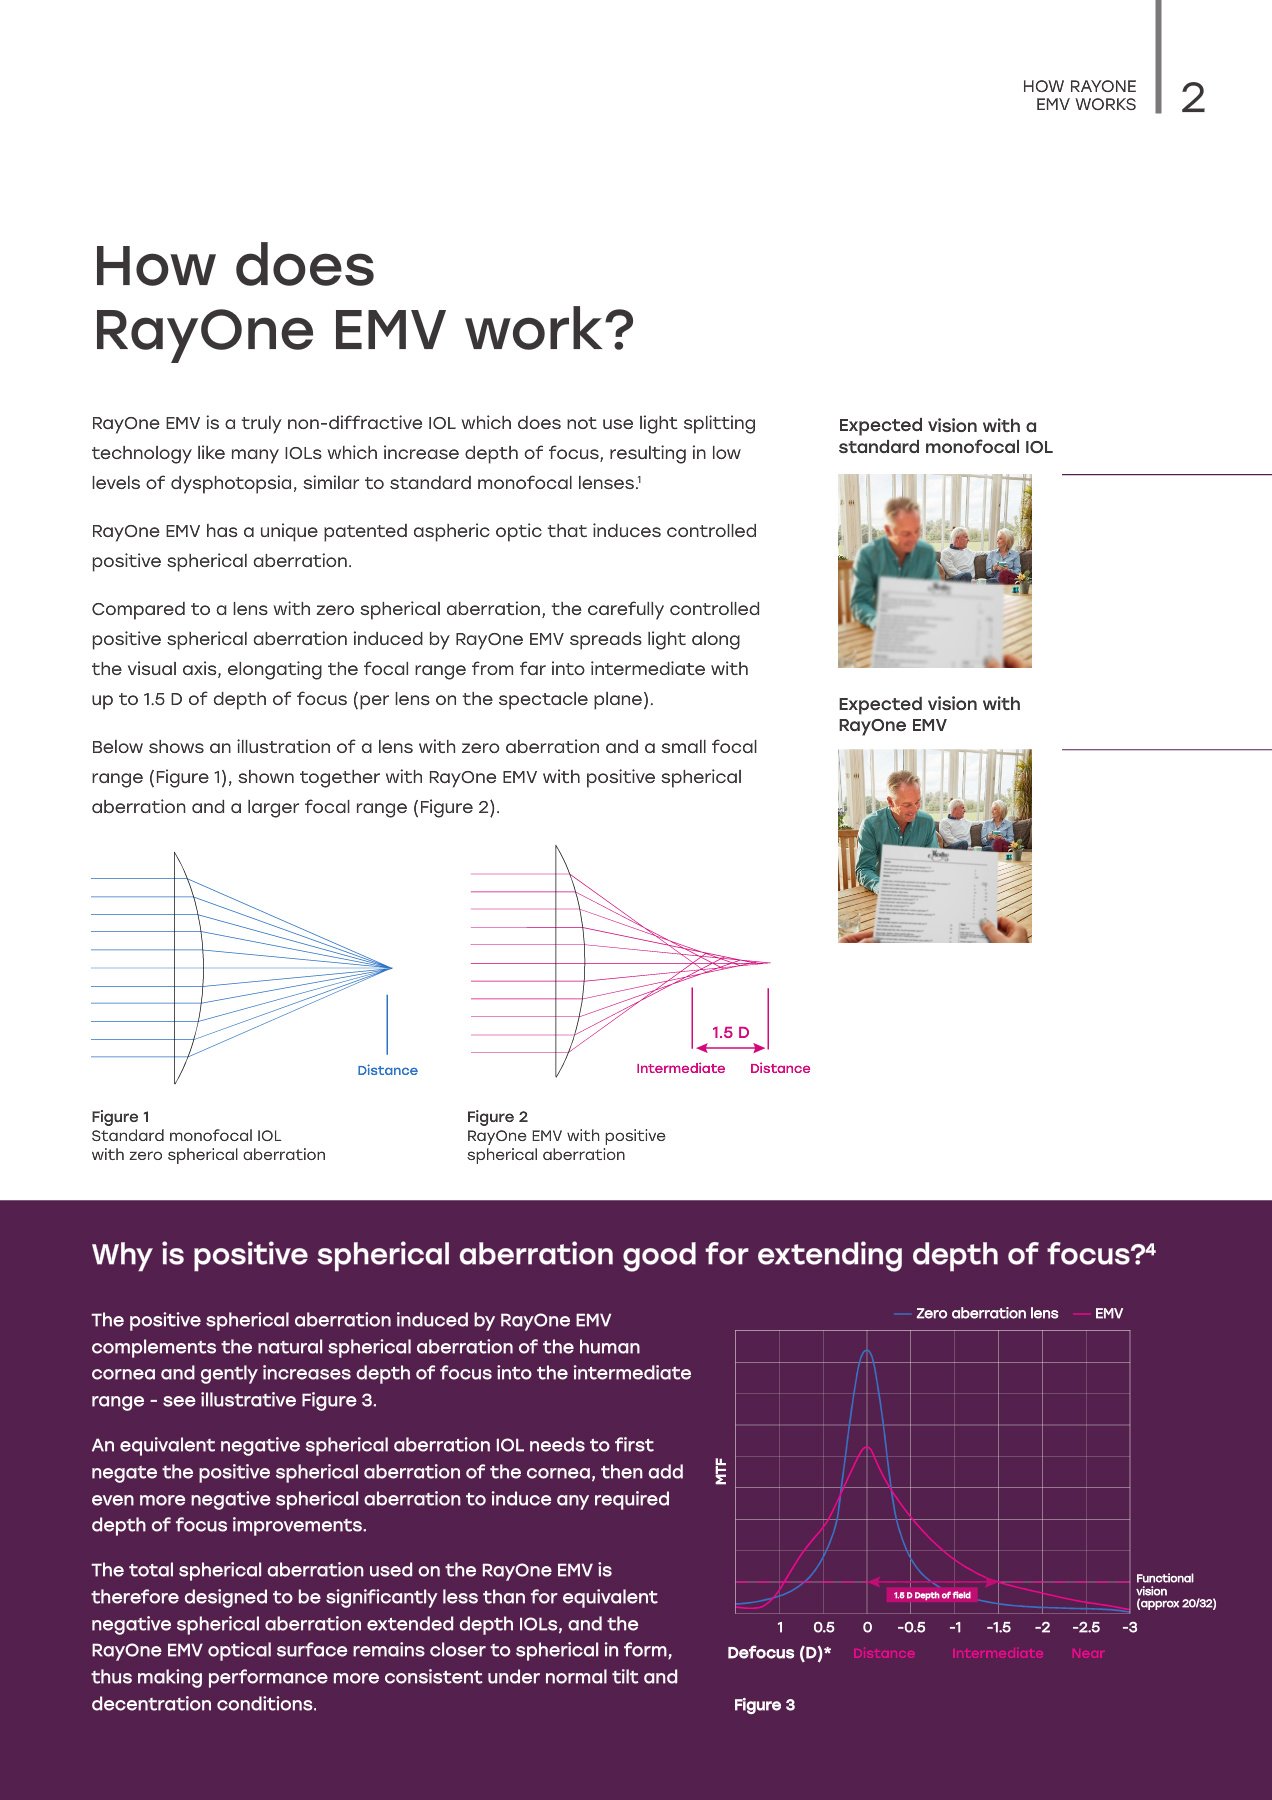 HOW RAYONE
EMV WORKS
2
How does
RayOne EMV work?
RayOne EMV is a truly non-diffractive IOL which does not use light splitting
technology like many IOLs which increase depth of focus, resulting in low
levels of dysphotopsia, similar to standard monofocal lenses.¹
RayOne EMV has a unique patented aspheric optic that induces controlled
positive spherical aberration.
Compared to a lens with zero spherical aberration, the carefully controlled
positive spherical aberration induced by RayOne EMV spreads light along
the visual axis, elongating the focal range from far into intermediate with
up to 1.5 D of depth of focus (per lens on the spectacle plane).
Below shows an illustration of a lens with zero aberration and a small focal
range (Figure 1), shown together with RayOne EMV with positive spherical
aberration and a larger focal range (Figure 2).
Expected vision with a
standard monofocal IOL
Expected vision with
RayOne EMV
Distance
1.5 D
Intermediate Distance
Figure 1
Standard monofocal IOL
with zero spherical aberration
Figure 2
RayOne EMV with positive
spherical aberration
Why is positive spherical aberration good for extending depth of focus?⁴
The positive spherical aberration induced by RayOne EMV
complements the natural spherical aberration of the human
cornea and gently increases depth of focus into the intermediate
range - see illustrative Figure 3.
An equivalent negative spherical aberration IOL needs to first
negate the positive spherical aberration of the cornea, then add
even more negative spherical aberration to induce any required
depth of focus improvements.
The total spherical aberration used on the RayOne EMV is
therefore designed to be significantly less than for equivalent
negative spherical aberration extended depth IOLs, and the
RayOne EMV optical surface remains closer to spherical in form,
thus making performance more consistent under normal tilt and
decentration conditions.
Zero aberration lens EMV
MTF
1.5 D Depth of field
Functional
vision
(approx 20/32)
1 0.5 0 -0.5 -1 -1.5 -2 -2.5 -3
Defocus (D)* Distance Intermediate Near
Figure 3